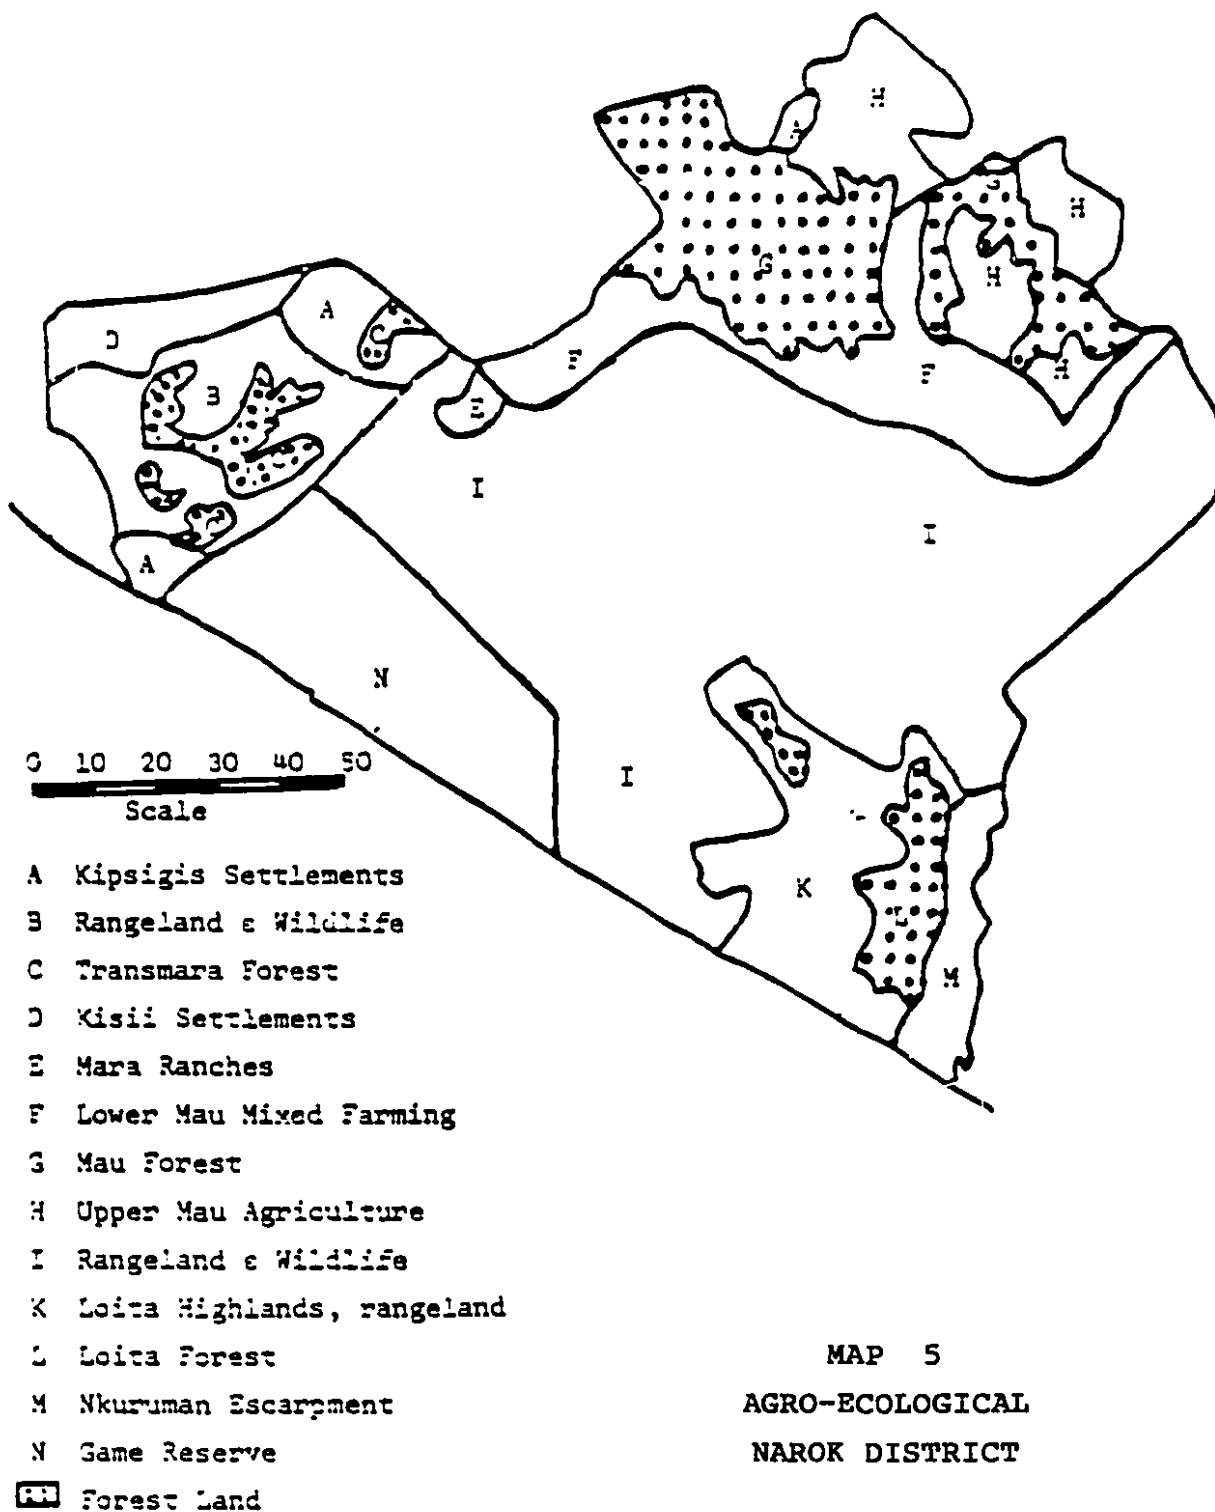 H
A
G
H
G
H
A
D
C
F
H
B
F
H
E
I
I
A
N
0 10 20 30 40 50
Scale
I
K
L
M
A Kipsigis Settlements
B Rangeland & Wildlife
C Transmara Forest
D Kisii Settlements
E Mara Ranches
F Lower Mau Mixed Farming
G Mau Forest
H Upper Mau Agriculture
I Rangeland & Wildlife
K Loita Highlands, rangeland
L Loita Forest
M Nkuruman Escarpment
N Game Reserve
Forest Land
MAP 5
AGRO-ECOLOGICAL
NAROK DISTRICT